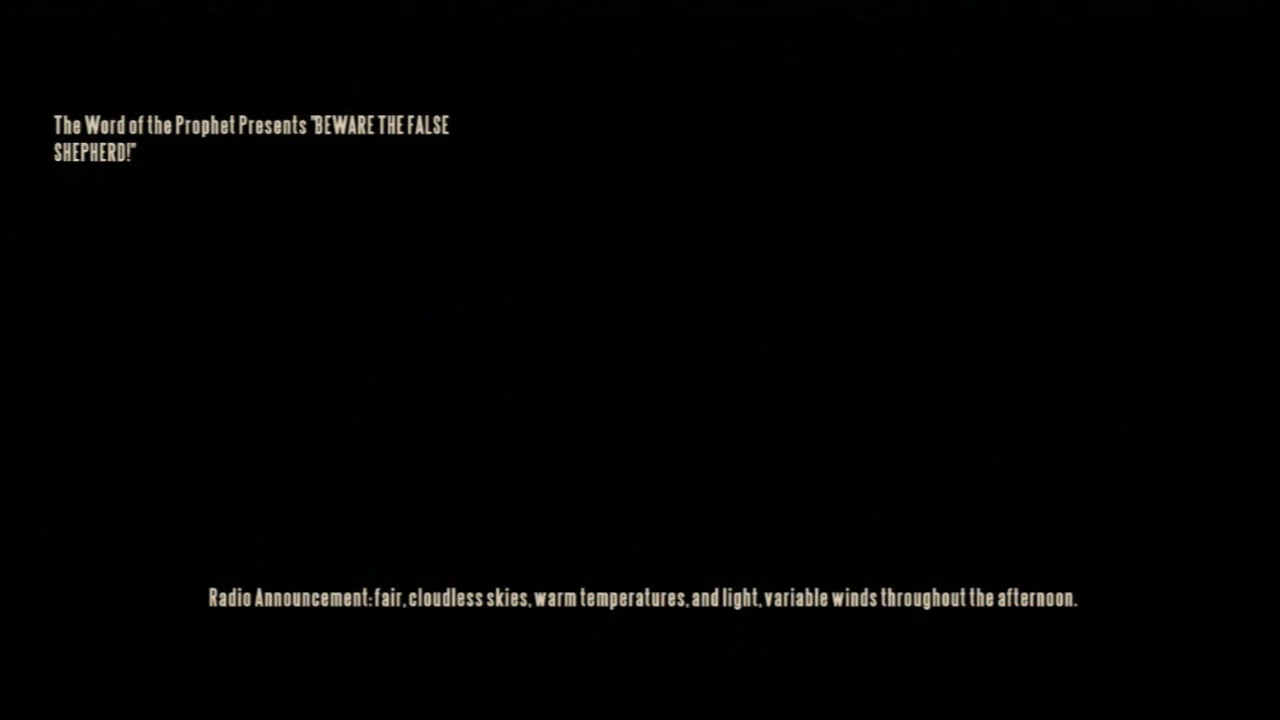 The Word of the Prophet Presents "BEWARE THE FALSE
SHEPHERD!"
Radio Announcement: fair, cloudless skies, warm temperatures, and light, variable winds throughout the afternoon.